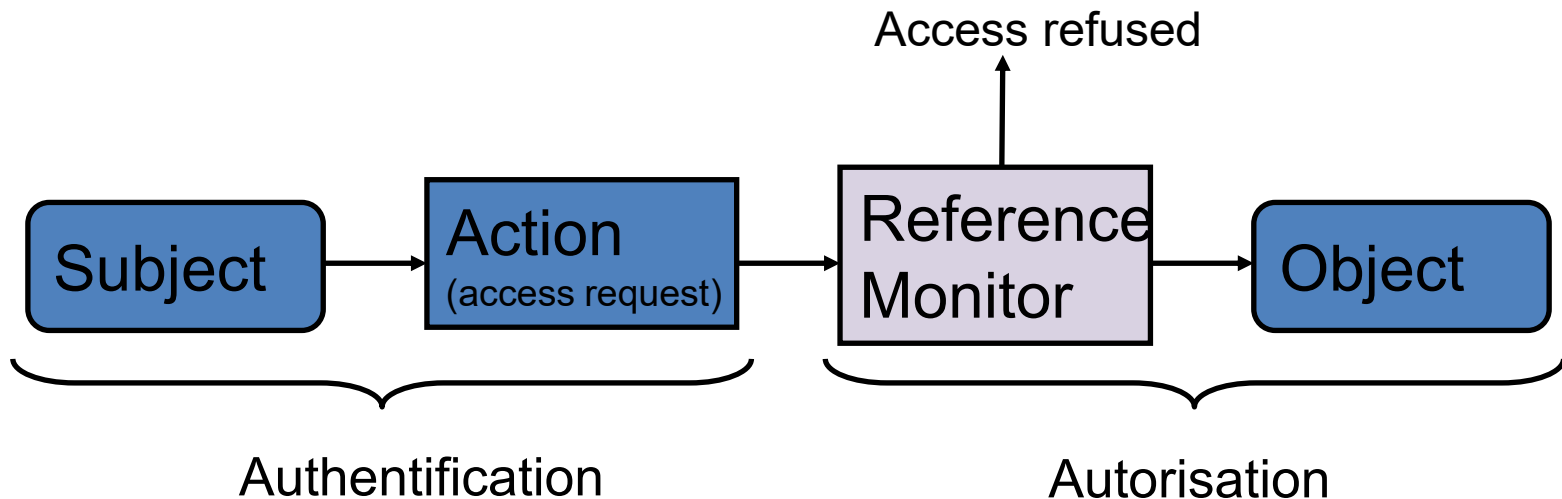 Access refused
Subject
Action
(access request)
Reference
Monitor
Object
Authentification
Autorisation